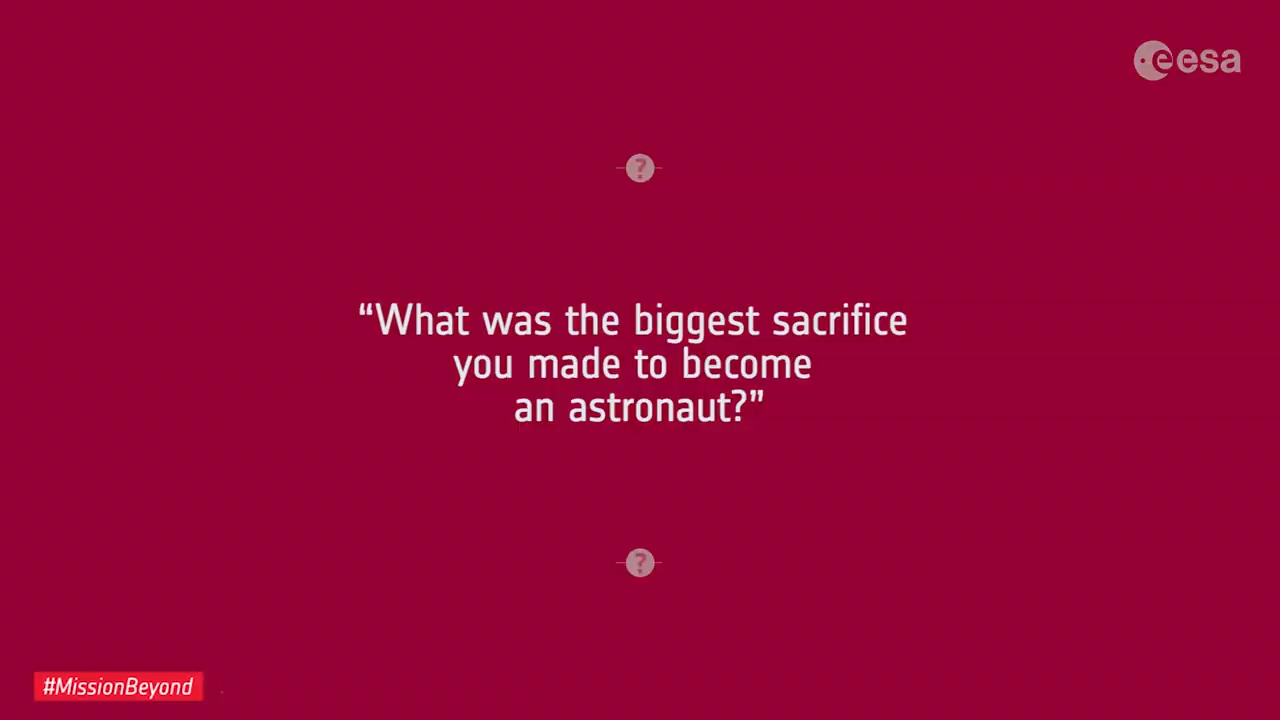 esa
?
“What was the biggest sacrifice
you made to become
an astronaut?”
?
#MissionBeyond